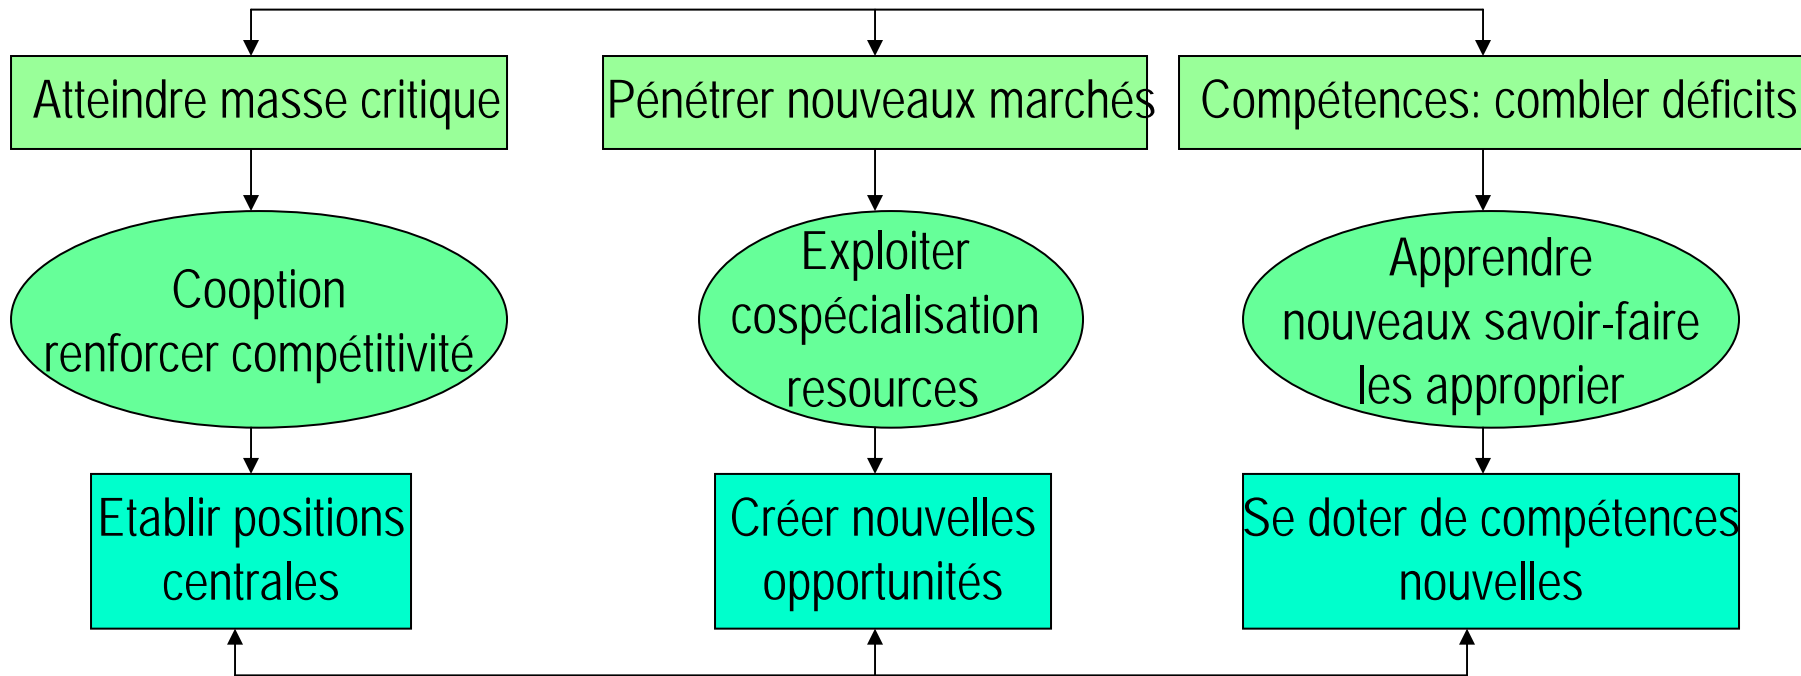 Atteindre masse critique
Pénétrer nouveaux marchés
Compétences: combler déficits
Cooption
renforcer compétitivité
Exploiter
cospécialisation
resources
Apprendre
nouveaux savoir-faire
les approprier
Etablir positions
centrales
Créer nouvelles
opportunités
Se doter de compétences
nouvelles